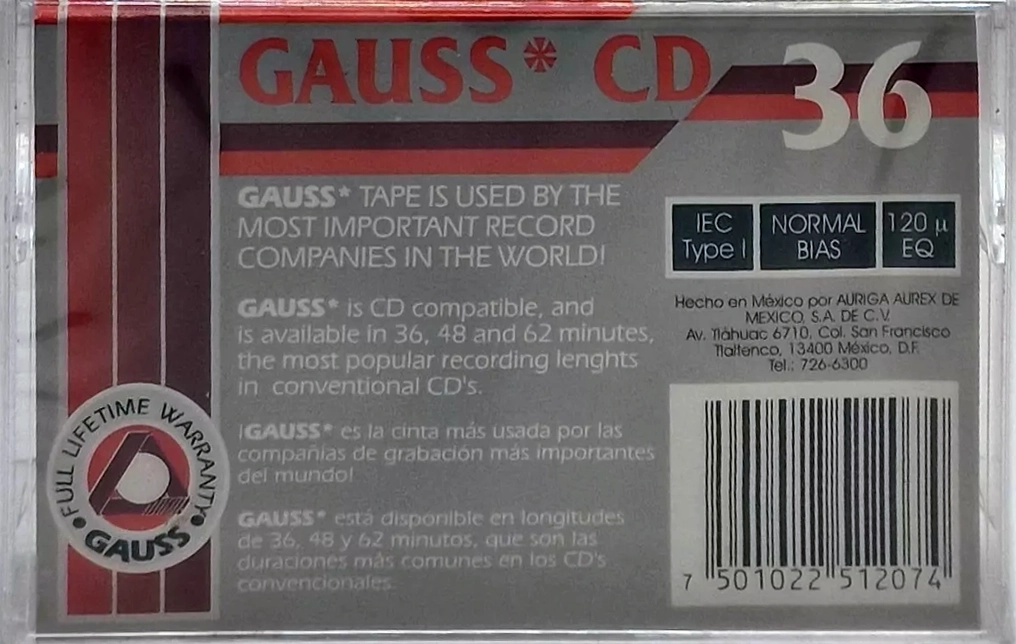 GAUSS* CD 36
GAUSS* TAPE IS USED BY THE
MOST IMPORTANT RECORD
COMPANIES IN THE WORLD!
GAUSS* is CD compatible, and
is available in 36, 48 and 62 minutes,
the most popular recording lenghts
in conventional CD's.
¡GAUSS* es la cinta más usada por las
compañías de grabación más importantes
del mundo!
GAUSS* está disponible en longitudes
de 36, 48 y 62 minutos, que son las
duraciones más comunes en los CD's
convencionales.
IEC
Type I
NORMAL
BIAS
120 µ
EQ
Hecho en México por AURIGA AUREX DE
MEXICO, S.A. DE C.V.
Av. Tláhuac 6710, Col. San Francisco
Tlaltenco, 13400 México, D.F.
Tel.: 726-6300
7 501022 512074
FULL LIFETIME WARRANTY
GAUSS